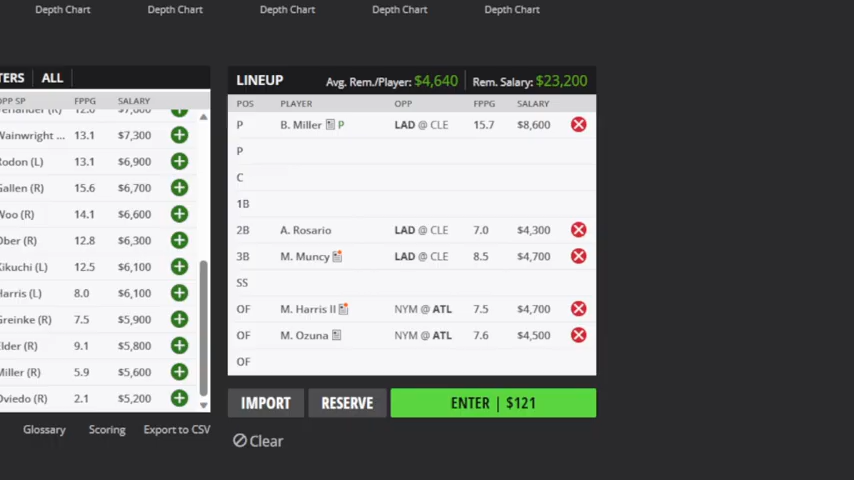 Depth Chart Depth Chart Depth Chart Depth Chart Depth Chart
TERS ALL
OPP SP FPPG SALARY
Wainwright ... 13.1 $7,300
Rodon (L) 13.1 $6,900
Gallen (R) 15.6 $6,700
Woo (R) 14.1 $6,600
Ober (R) 12.8 $6,300
Kikuchi (L) 12.5 $6,100
Harris (L) 8.0 $6,100
Greinke (R) 7.5 $5,900
Elder (R) 9.1 $5,800
Miller (R) 5.9 $5,600
Oviedo (R) 2.1 $5,200
Glossary Scoring Export to CSV
LINEUP Avg. Rem./Player: $4,640 Rem. Salary: $23,200
POS PLAYER OPP FPPG SALARY
P B. Miller P LAD @ CLE 15.7 $8,600
P
C
1B
2B A. Rosario LAD @ CLE 7.0 $4,300
3B M. Muncy LAD @ CLE 8.5 $4,700
SS
OF M. Harris II NYM @ ATL 7.5 $4,700
OF M. Ozuna NYM @ ATL 7.6 $4,500
OF
IMPORT RESERVE ENTER | $121
Clear